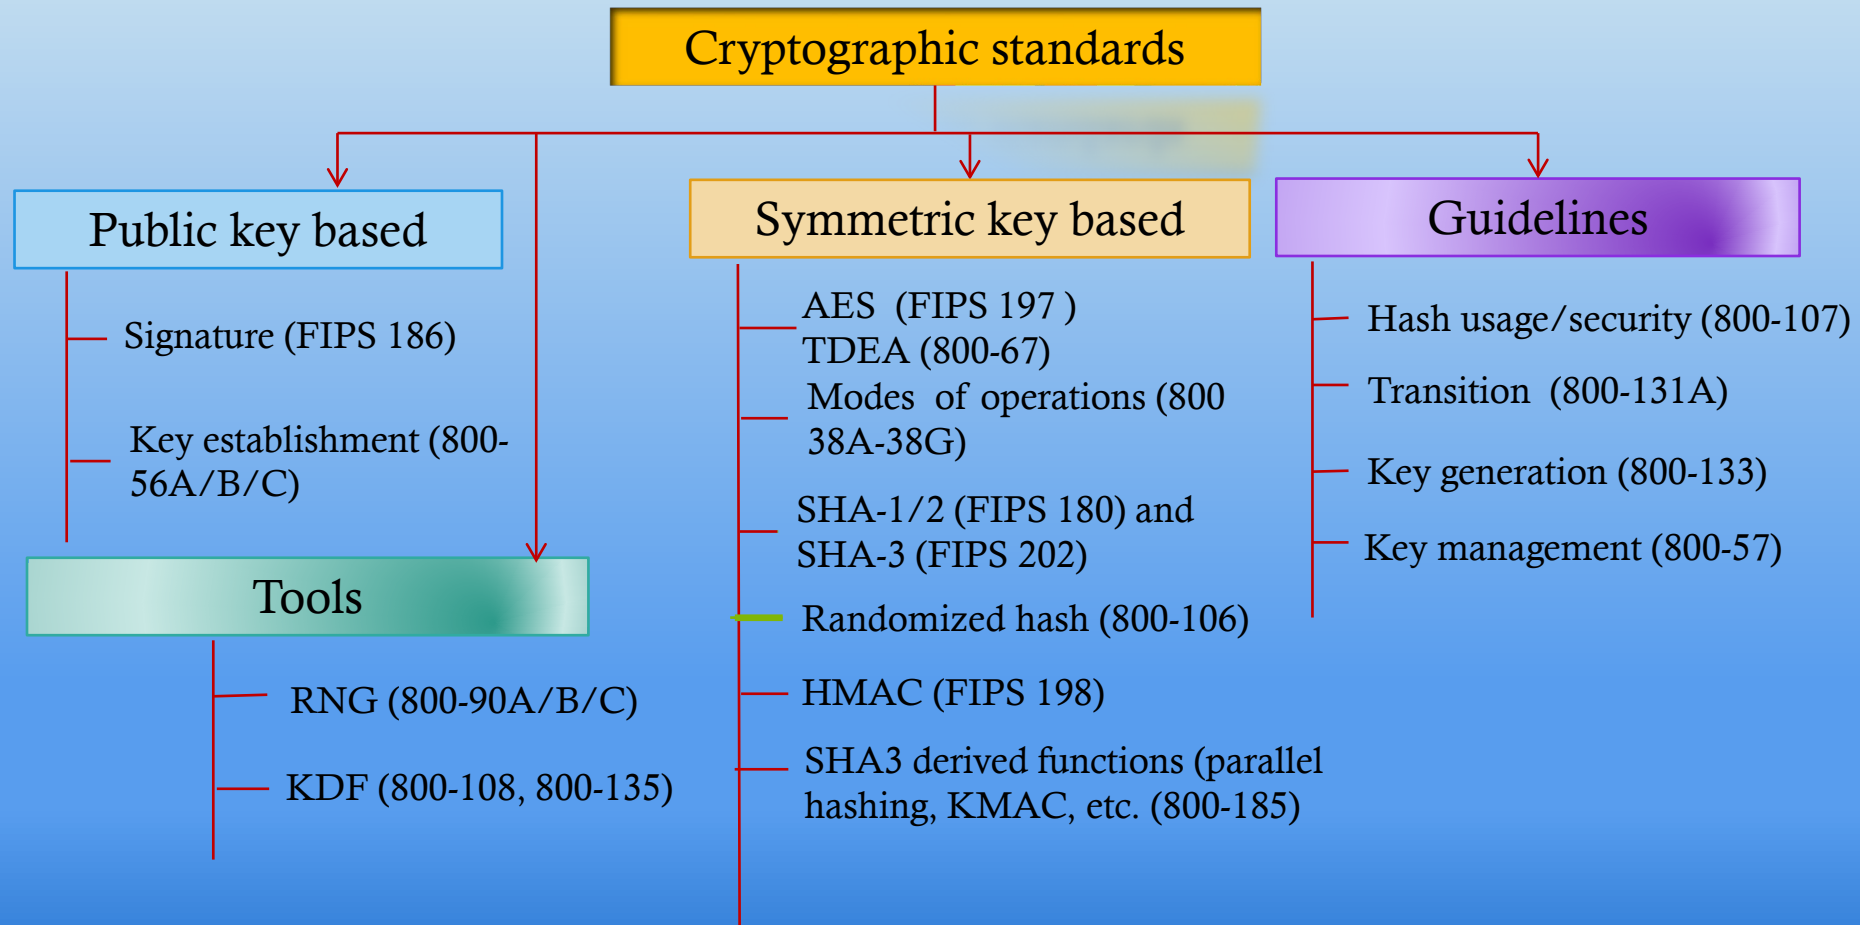 Cryptographic standards
Public key based
Signature (FIPS 186)
Key establishment (800-
56A/B/C)
Tools
RNG (800-90A/B/C)
KDF (800-108, 800-135)
Symmetric key based
AES (FIPS 197 )
TDEA (800-67)
Modes of operations (800
38A-38G)
SHA-1/2 (FIPS 180) and
SHA-3 (FIPS 202)
Randomized hash (800-106)
HMAC (FIPS 198)
SHA3 derived functions (parallel
hashing, KMAC, etc. (800-185)
Guidelines
Hash usage/security (800-107)
Transition (800-131A)
Key generation (800-133)
Key management (800-57)